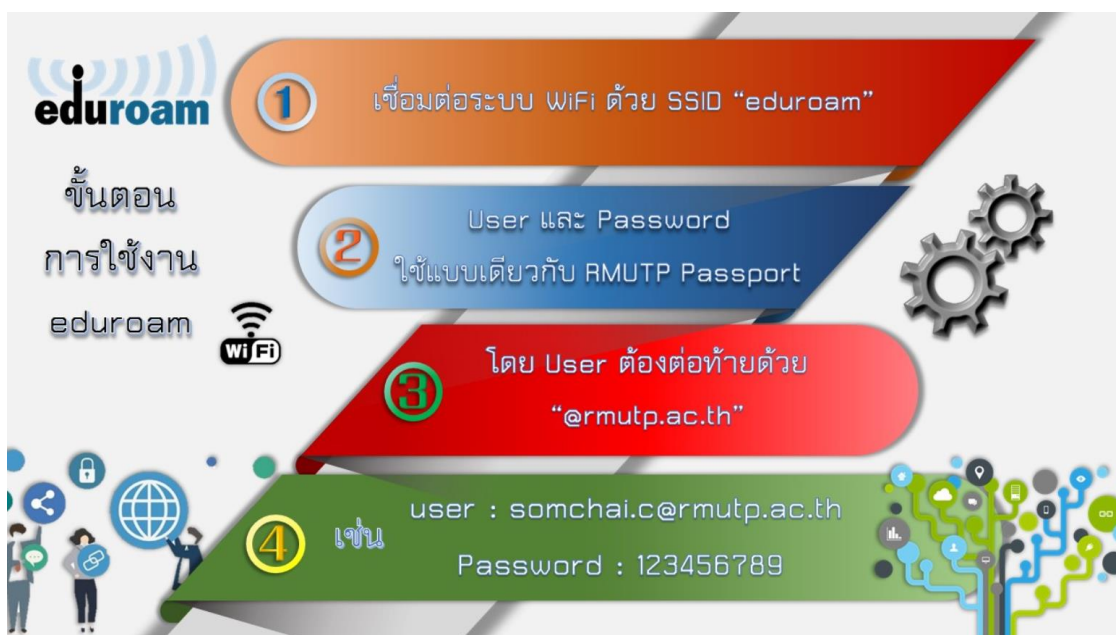 eduroam
ขั้นตอน
การใช้งาน
eduroam
WiFi
1
เชื่อมต่อระบบ WiFi ด้วย SSID “eduroam”
2
User และ Password
ใช้แบบเดียวกับ RMUTP Passport
3
โดย User ต้องต่อท้ายด้วย
“@rmutp.ac.th”
4
เช่น
user : somchai.c@rmutp.ac.th
Password : 123456789